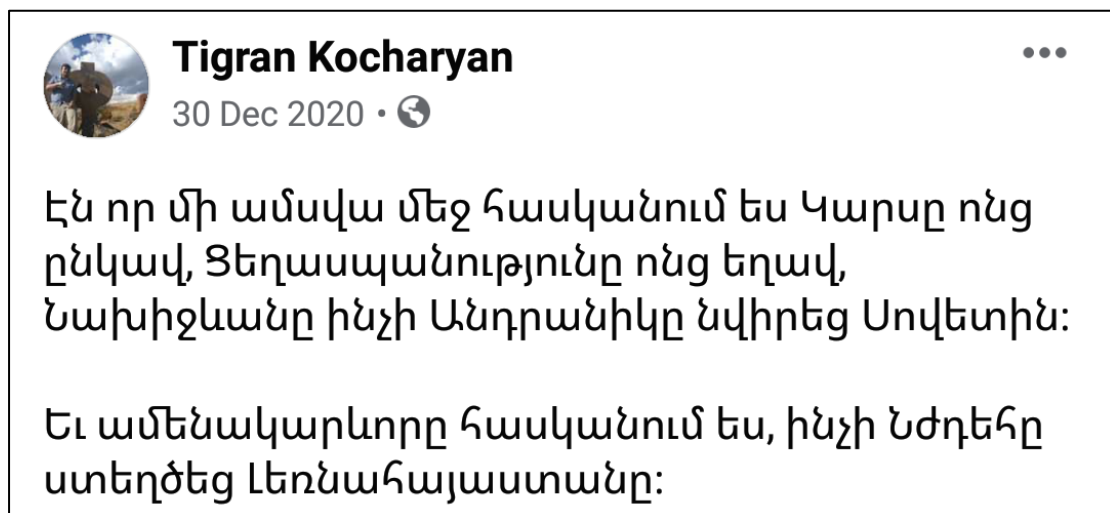 Tigran Kocharyan
30 Dec 2020
Էն որ մի ամսվա մեջ հասկանում ես Կարսը ոնց
ընկավ, Ցեղասպանությունը ոնց եղավ,
Նախիջևանը ինչի Անդրանիկը նվիրեց Սովետին։
Եւ ամենակարևորը հասկանում ես, ինչի Նժդեհը
ստեղծեց Լեռնահայաստանը։